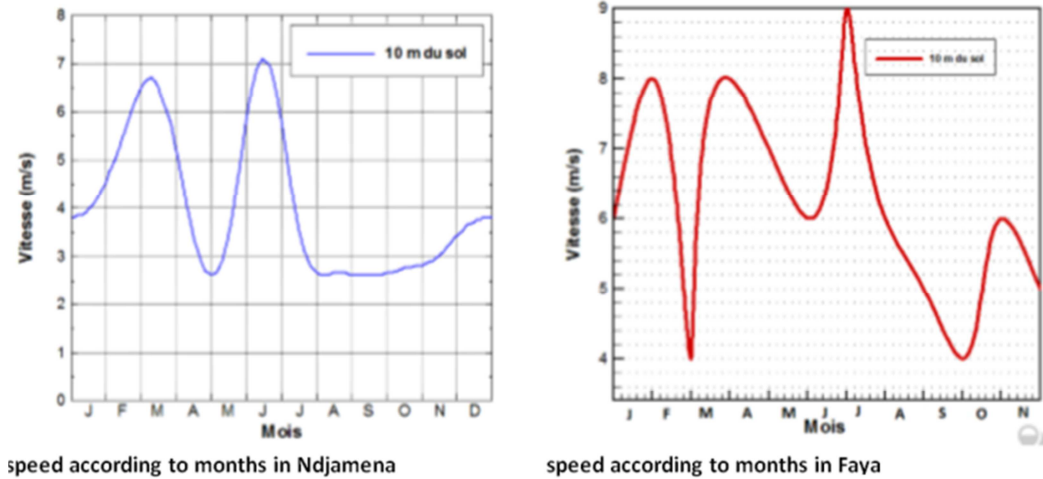 8
7
6
5
4
3
2
1
0
Vitesse (m/s)
10 m du sol
J F M A M J J A S O N D
Mois
speed according to months in Ndjamena
9
8
7
6
5
4
Vitesse (m/s)
10 m du sol
J F M A M J J A S O N
Mois
speed according to months in Faya